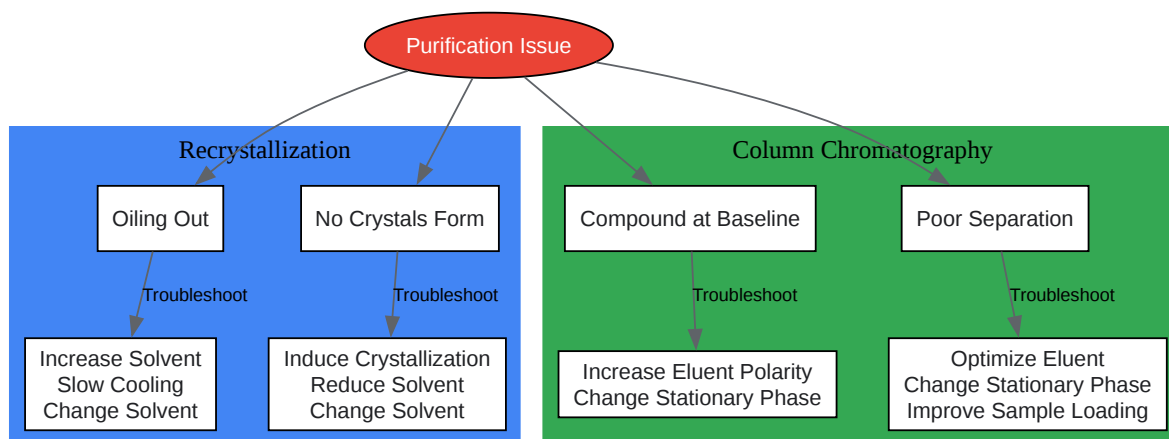 Purification Issue
Recrystallization
Column Chromatography
Oiling Out
No Crystals Form
Compound at Baseline
Poor Separation
Troubleshoot
Troubleshoot
Troubleshoot
Troubleshoot
Increase Solvent
Slow Cooling
Change Solvent
Induce Crystallization
Reduce Solvent
Change Solvent
Increase Eluent Polarity
Change Stationary Phase
Optimize Eluent
Change Stationary Phase
Improve Sample Loading